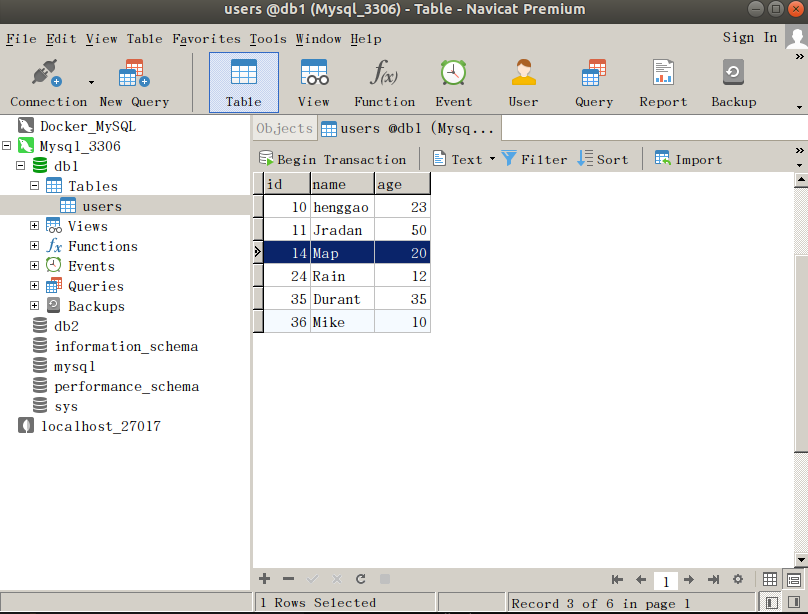 users @db1 (Mysql_3306) - Table - Navicat Premium
File Edit View Table Favorites Tools Window Help
Sign In
Connection New Query Table View Function Event User Query Report Backup
Docker_MySQL
Mysql_3306
db1
Tables
users
Views
Functions
Events
Queries
Backups
db2
information_schema
mysql
performance_schema
sys
localhost_27017
Objects users @db1 (Mysq...
Begin Transaction Text Filter Sort Import
id name age
10 henggao 23
11 Jradan 50
14 Map 20
24 Rain 12
35 Durant 35
36 Mike 10
1
1 Rows Selected Record 3 of 6 in page 1